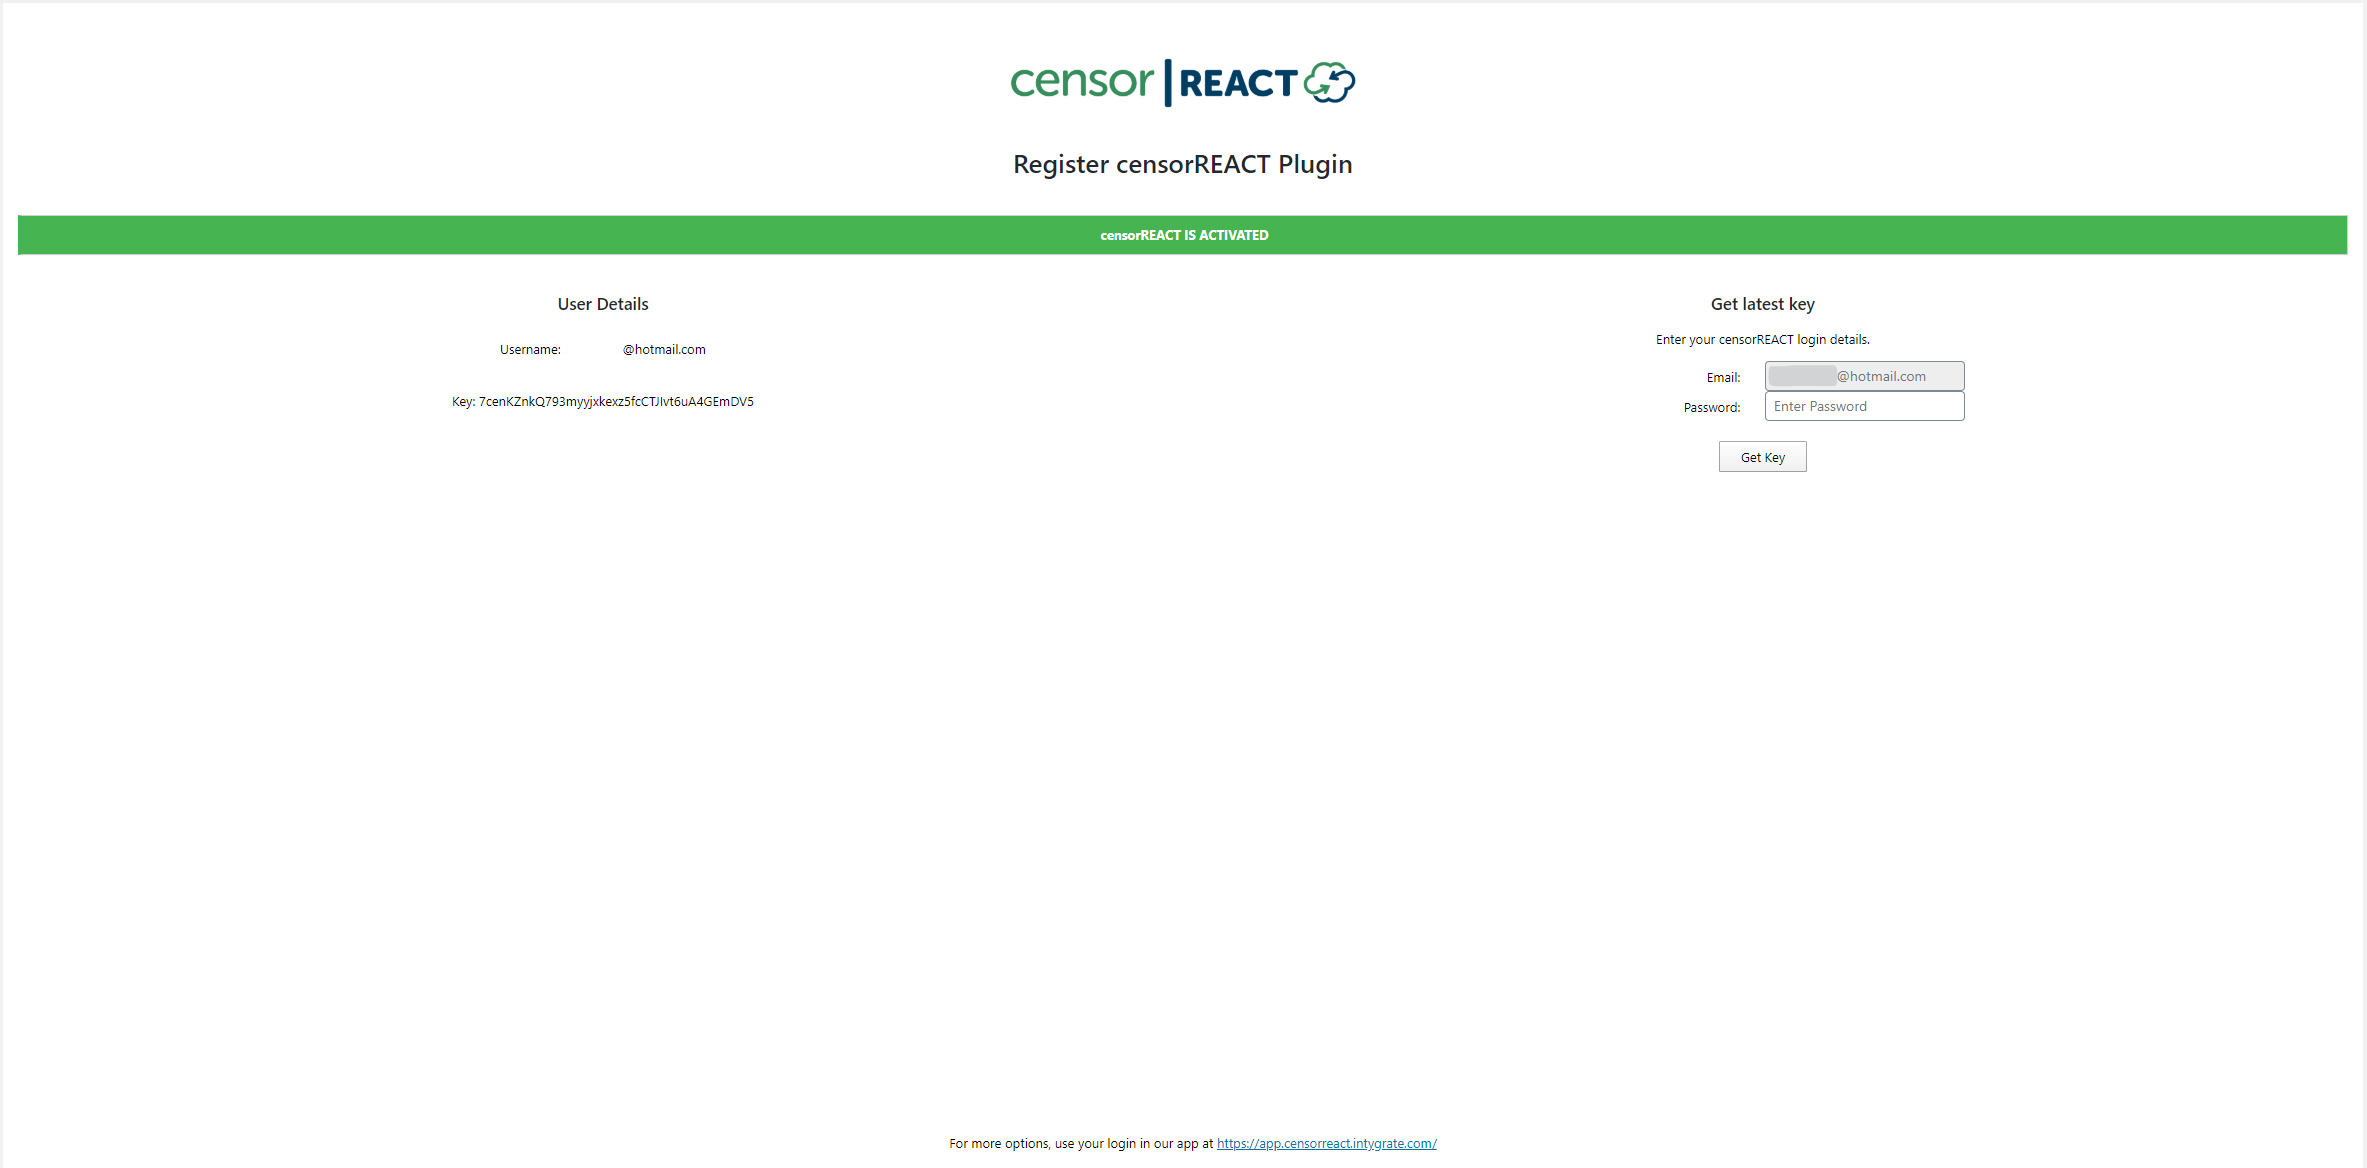 censor|REACT
Register censorREACT Plugin
censorREACT IS ACTIVATED
User Details
Username: @hotmail.com
Key: 7cenKZnkQ793myyjxkexz5fcCTJIvt6uA4GEmDV5
Get latest key
Enter your censorREACT login details.
Email: @hotmail.com
Password: Enter Password
Get Key
For more options, use your login in our app at https://app.censorreact.intygrate.com/